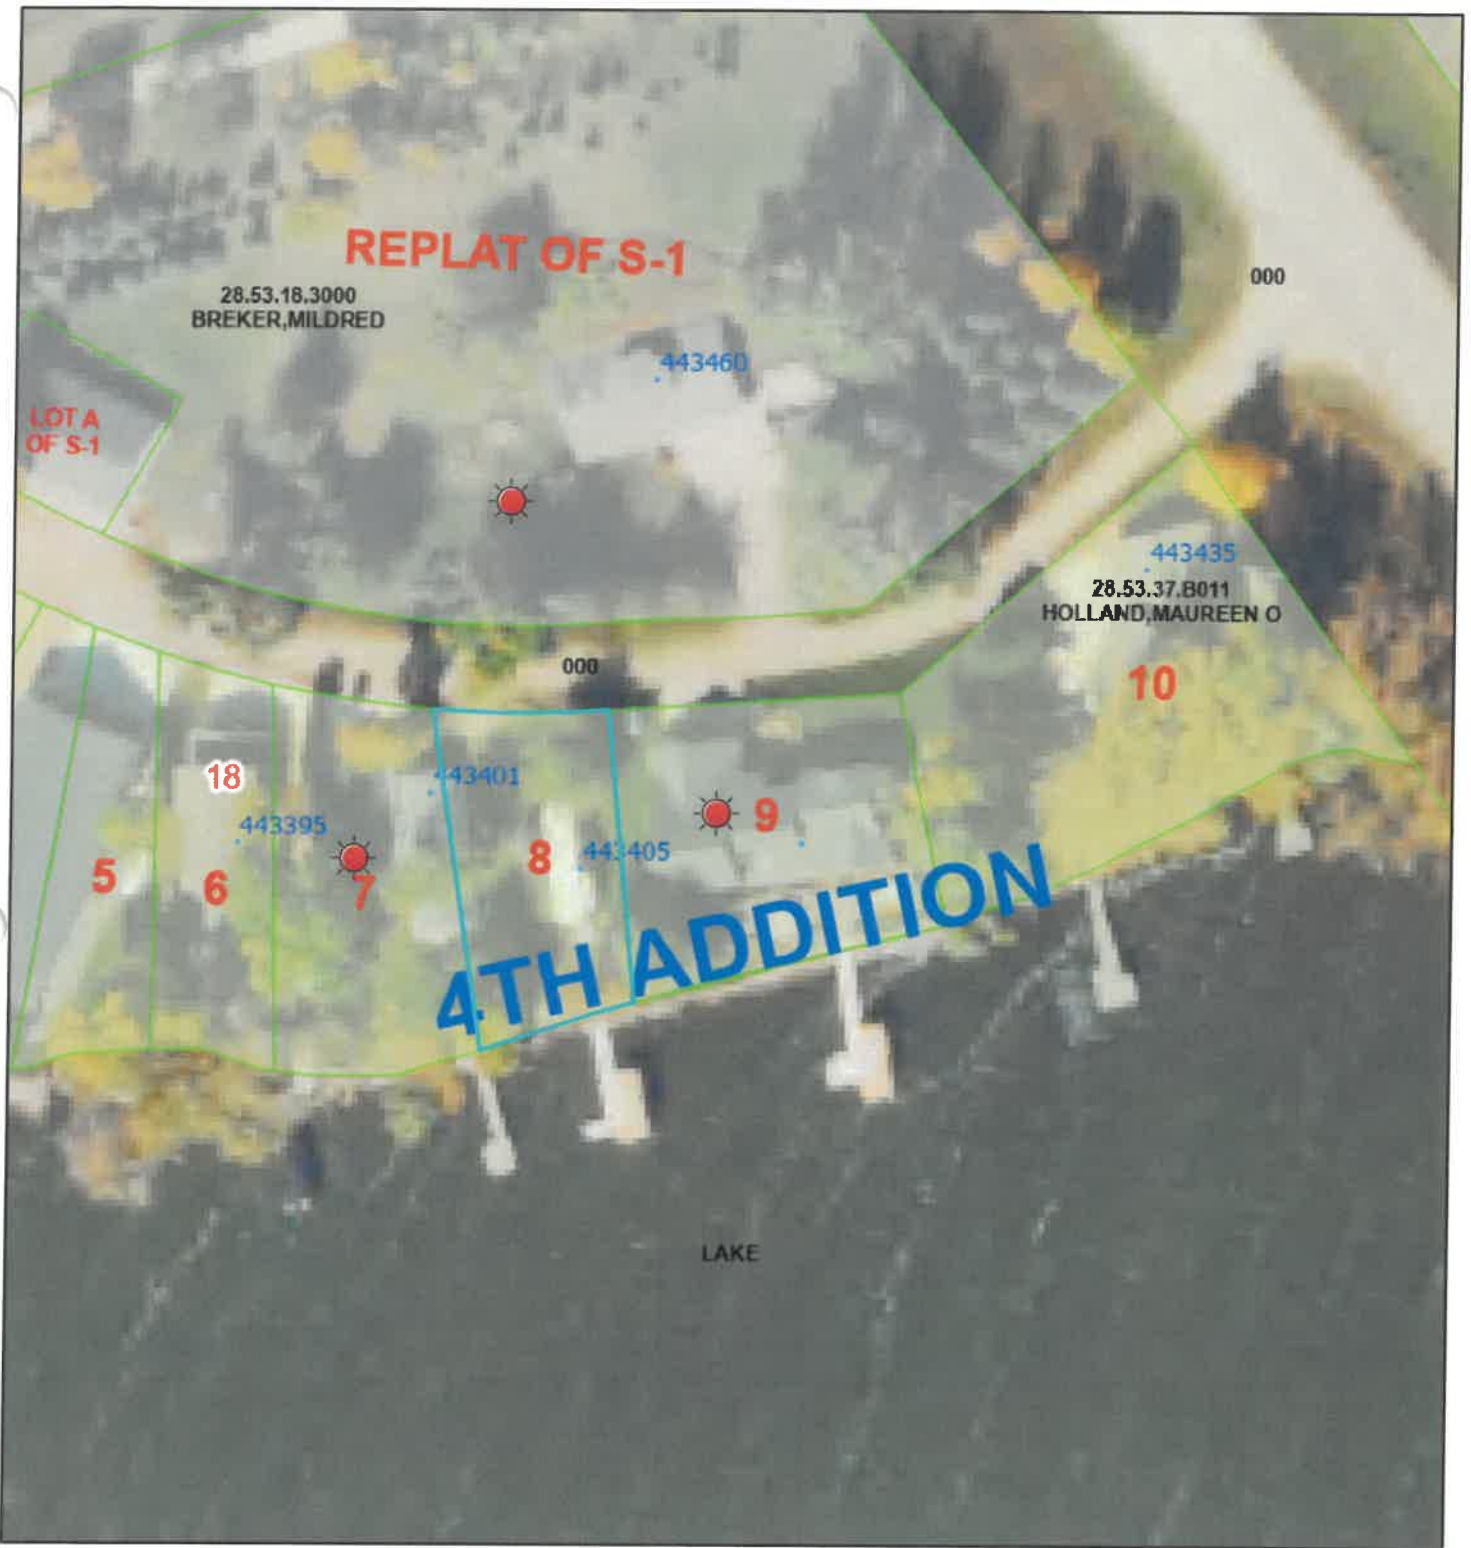 REPLAT OF S-1
28.53.18.3000
BREKER,MILDRED
000
443460
LOT A
OF S-1
443435
28.53.37.B011
HOLLAND,MAUREEN O
000
10
18
443401
443395
9
8
443405
5
6
7
4TH ADDITION
LAKE